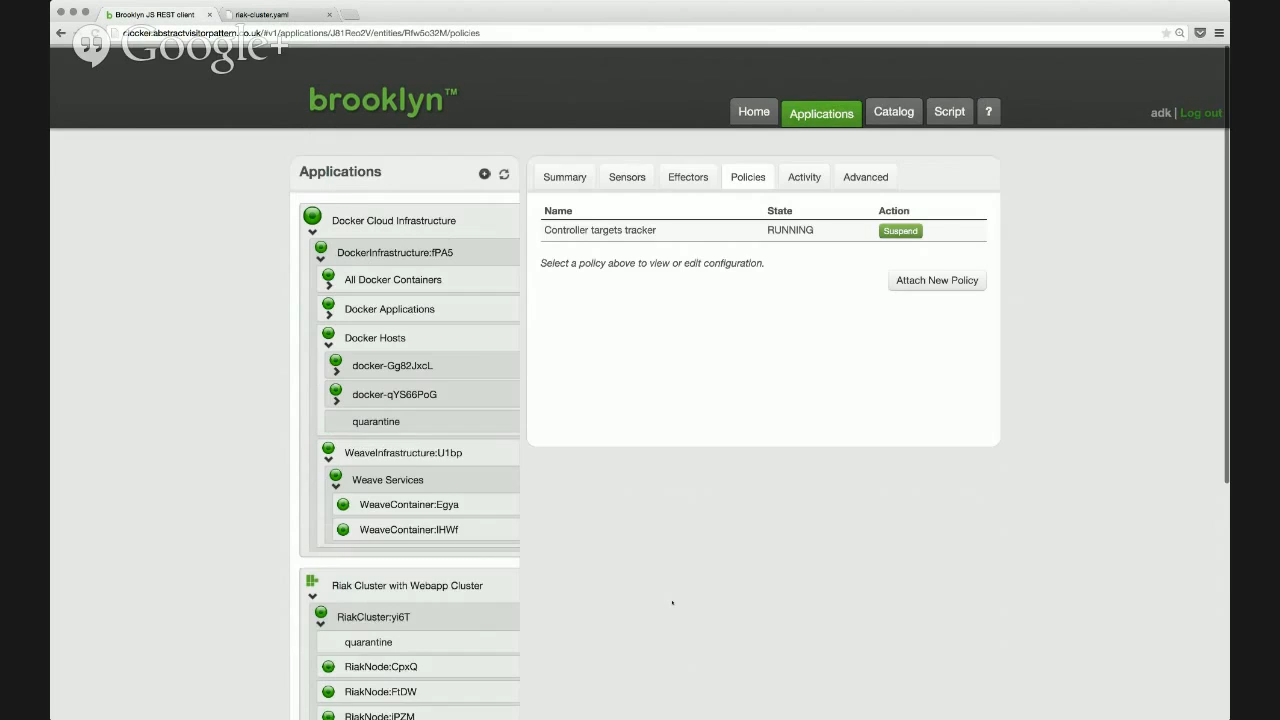 Brooklyn JS REST client
riak-cluster.yaml
docker.abstractvisitorpattern.co.uk/#v1/applications/J81Reo2V/entities/Rfw5o32M/policies
Google+
brooklyn™
Home
Applications
Catalog
Script
?
adk | Log out
Applications
Summary
Sensors
Effectors
Policies
Activity
Advanced
Name State Action
Controller targets tracker RUNNING Suspend
Select a policy above to view or edit configuration.
Attach New Policy
Docker Cloud Infrastructure
DockerInfrastructure:fPA5
All Docker Containers
Docker Applications
Docker Hosts
docker-Gg82JxcL
docker-qYS66PoG
quarantine
WeaveInfrastructure:U1bp
Weave Services
WeaveContainer:Egya
WeaveContainer:IHWf
Riak Cluster with Webapp Cluster
RiakCluster:yi6T
quarantine
RiakNode:CpxQ
RiakNode:FtDW